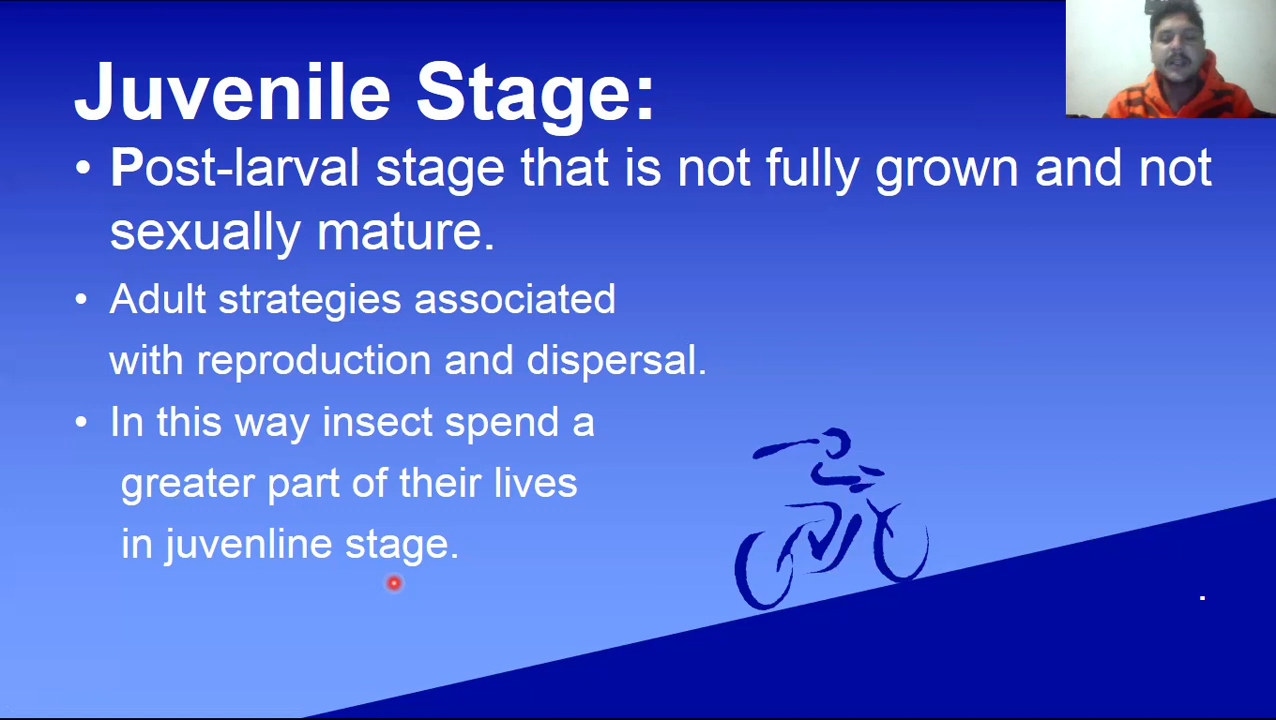 Juvenile Stage:
• Post-larval stage that is not fully grown and not
sexually mature.
• Adult strategies associated
with reproduction and dispersal.
• In this way insect spend a
greater part of their lives
in juvenline stage.
.